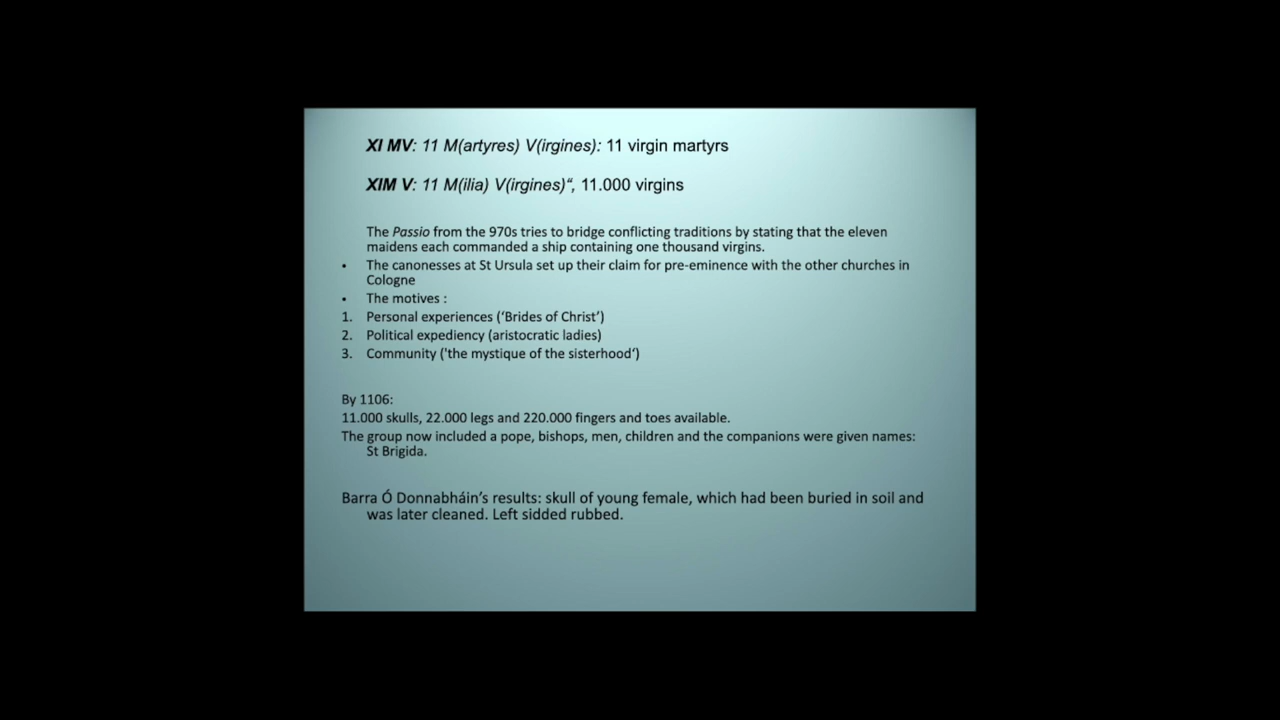 XI MV: 11 M(artyres) V(irgines): 11 virgin martyrs
XIM V: 11 M(ilia) V(irgines)“, 11.000 virgins
The Passio from the 970s tries to bridge conflicting traditions by stating that the eleven
maidens each commanded a ship containing one thousand virgins.
• The canonesses at St Ursula set up their claim for pre-eminence with the other churches in
Cologne
• The motives :
1. Personal experiences (‘Brides of Christ’)
2. Political expediency (aristocratic ladies)
3. Community ('the mystique of the sisterhood‘)
By 1106:
11.000 skulls, 22.000 legs and 220.000 fingers and toes available.
The group now included a pope, bishops, men, children and the companions were given names:
St Brigida.
Barra Ó Donnabháin’s results: skull of young female, which had been buried in soil and
was later cleaned. Left sidded rubbed.